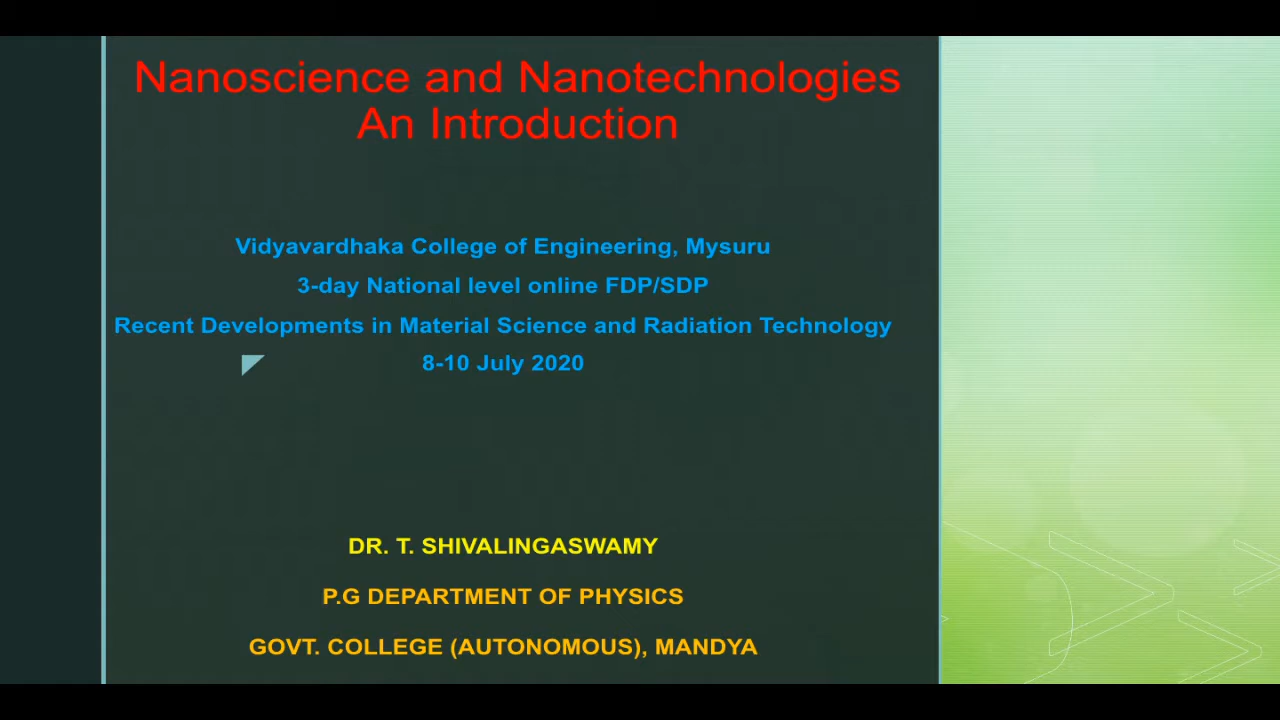 Nanoscience and Nanotechnologies
An Introduction
Vidyavardhaka College of Engineering, Mysuru
3-day National level online FDP/SDP
Recent Developments in Material Science and Radiation Technology
8-10 July 2020
DR. T. SHIVALINGASWAMY
P.G DEPARTMENT OF PHYSICS
GOVT. COLLEGE (AUTONOMOUS), MANDYA